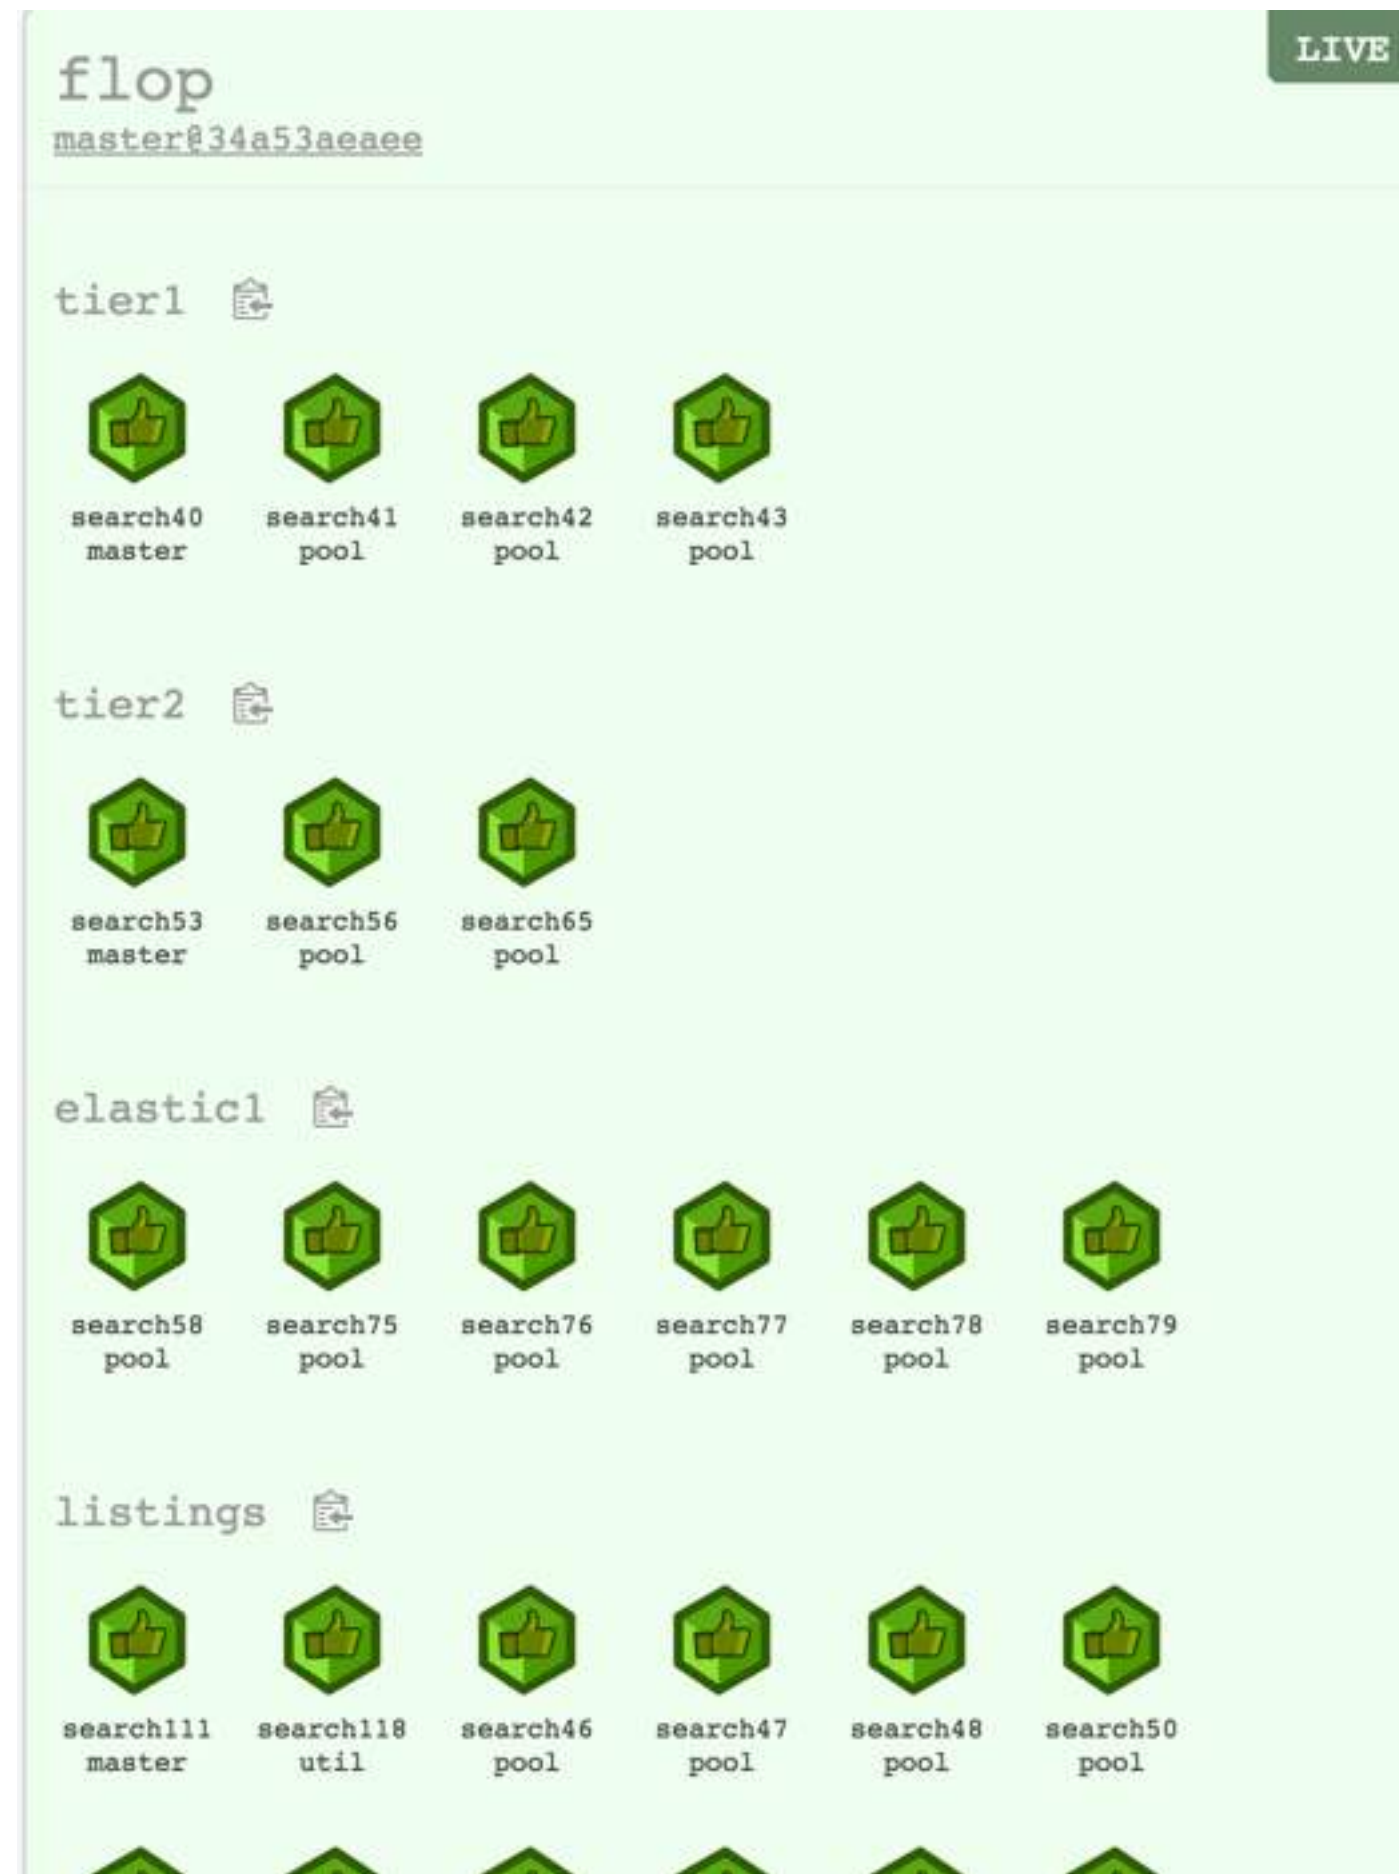 LIVE
flop
master@34a53aeaee
tier1
search40 search41 search42 search43
master pool pool pool
tier2
search53 search56 search65
master pool pool
elastic1
search58 search75 search76 search77 search78 search79
pool pool pool pool pool pool
listings
search111 search118 search46 search47 search48 search50
master util pool pool pool pool